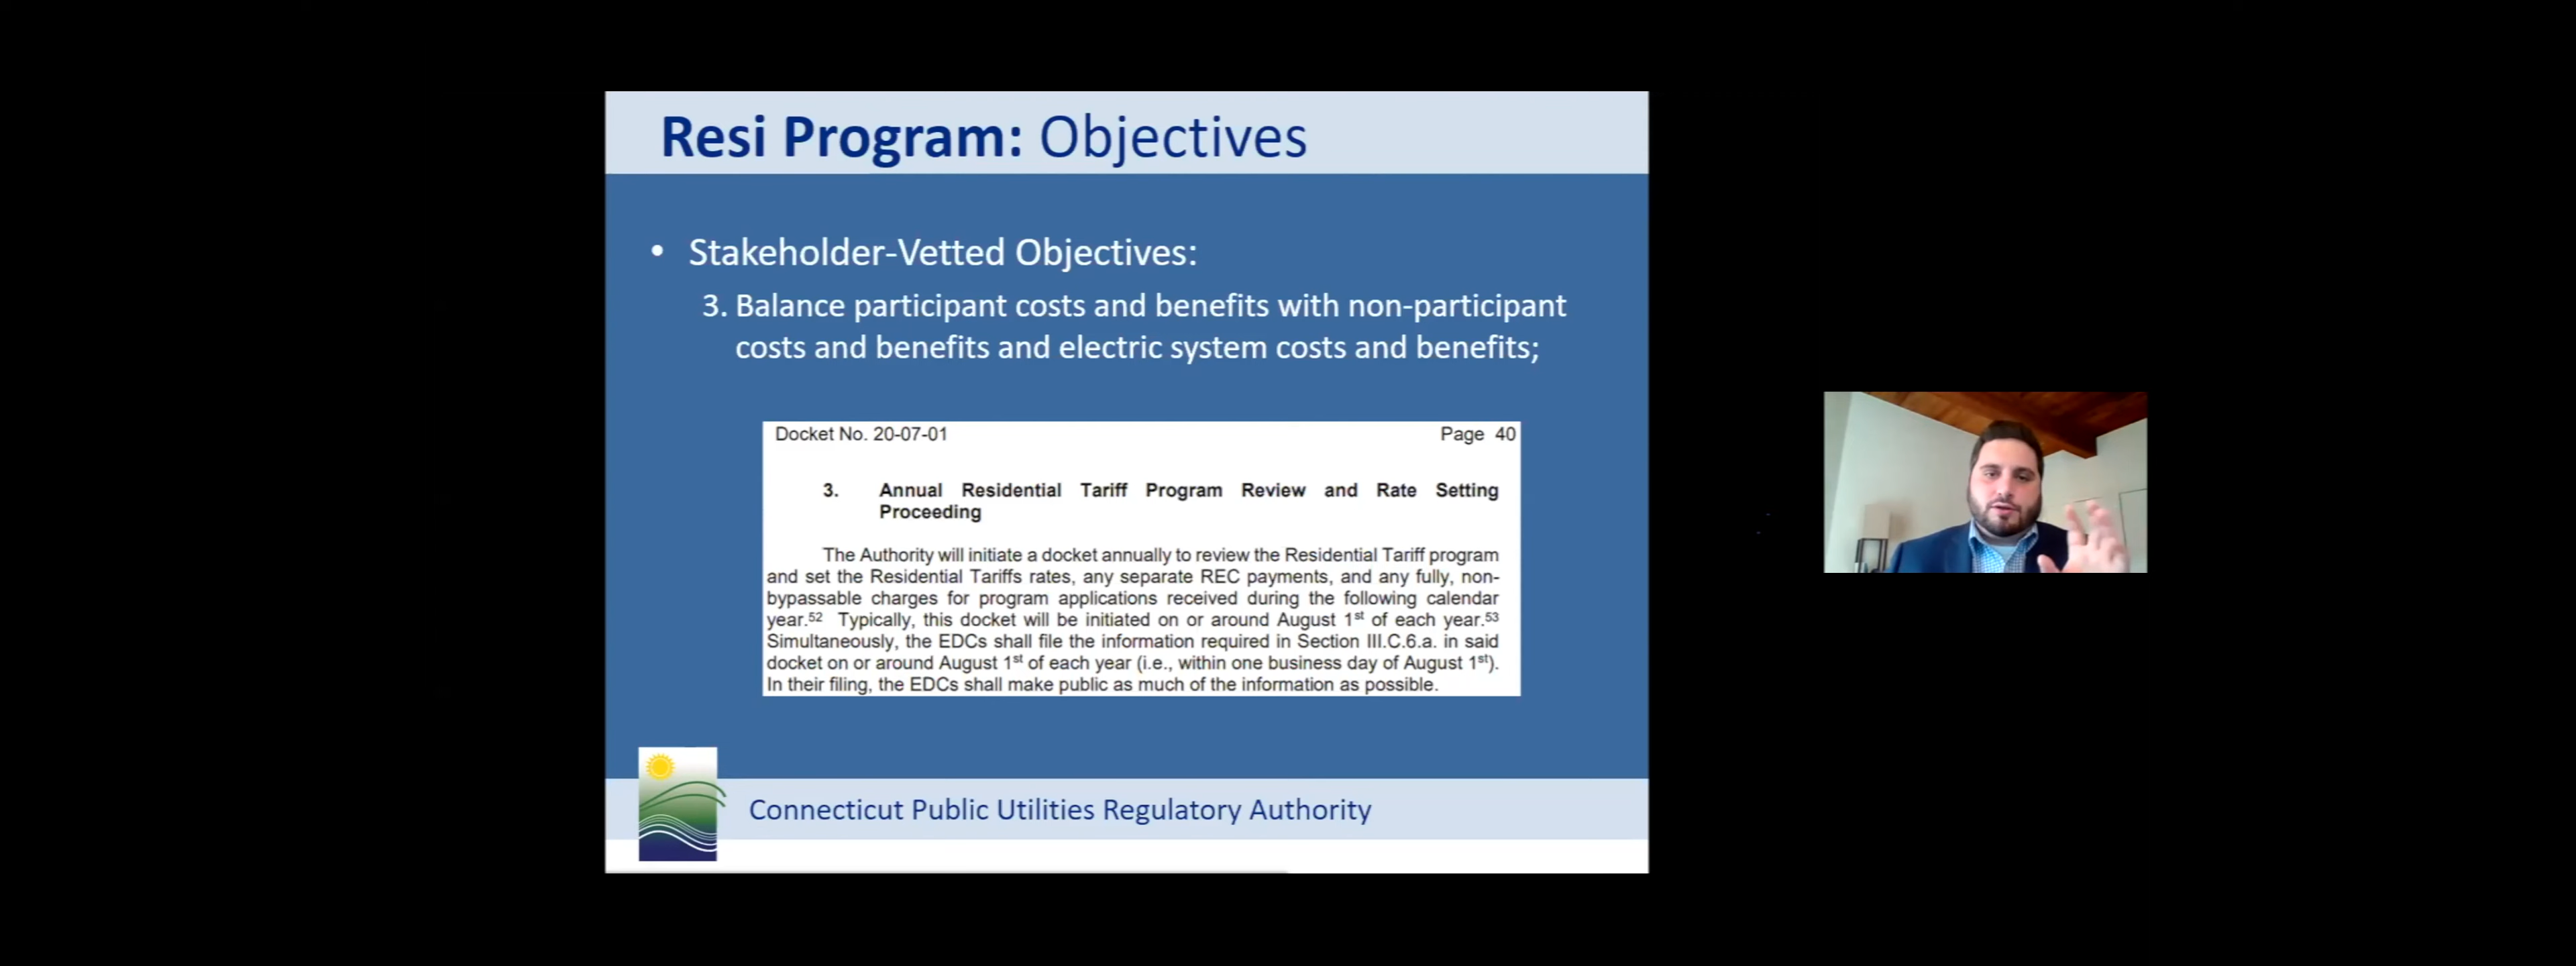 Resi Program: Objectives
• Stakeholder-Vetted Objectives:
3. Balance participant costs and benefits with non-participant
costs and benefits and electric system costs and benefits;
Docket No. 20-07-01 Page 40
3. Annual Residential Tariff Program Review and Rate Setting
Proceeding
The Authority will initiate a docket annually to review the Residential Tariff program
and set the Residential Tariffs rates, any separate REC payments, and any fully, non-
bypassable charges for program applications received during the following calendar
year.52 Typically, this docket will be initiated on or around August 1st of each year.53
Simultaneously, the EDCs shall file the information required in Section III.C.6.a. in said
docket on or around August 1st of each year (i.e., within one business day of August 1st).
In their filing, the EDCs shall make public as much of the information as possible.
Connecticut Public Utilities Regulatory Authority